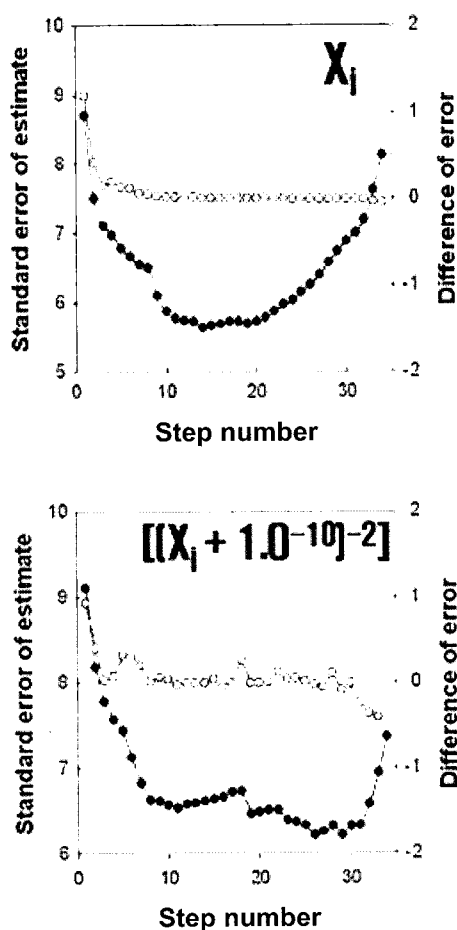 10
9
8
7
6
5
Standard error of estimate
X_i
2
1
0
-1
-2
Difference of error
0 10 20 30
Step number
10
9
8
7
6
Standard error of estimate
[[(X_i + 1.0^{-10}]^{-2}]
2
1
0
-1
-2
Difference of error
0 10 20 30
Step number